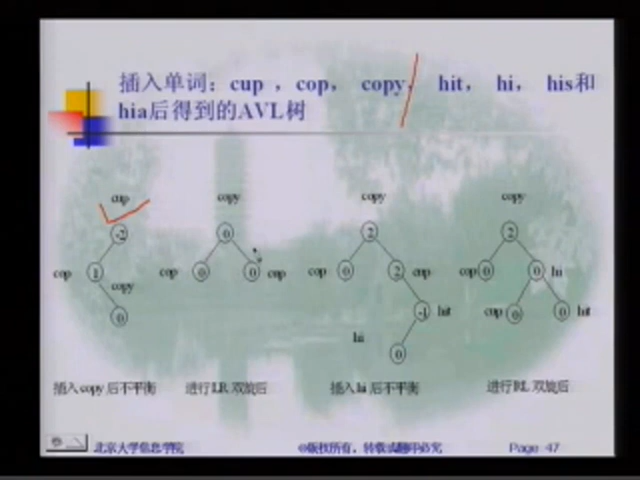 插入单词：cup ，cop， copy， hit， hi， his和
hia后得到的AVL树
cup
copy
copy
copy
-2
0
2
2
cop
1
copy
cop
0
0
cup
cop
0
2
cup
cop
0
0
hi
0
-1
hit
cup
0
0
hit
hi
0
插入copy后不平衡
进行LR双旋后
插入hi后不平衡
进行RL双旋后
北京大学信息学院
©版权所有，转载或翻印必究
Page 47